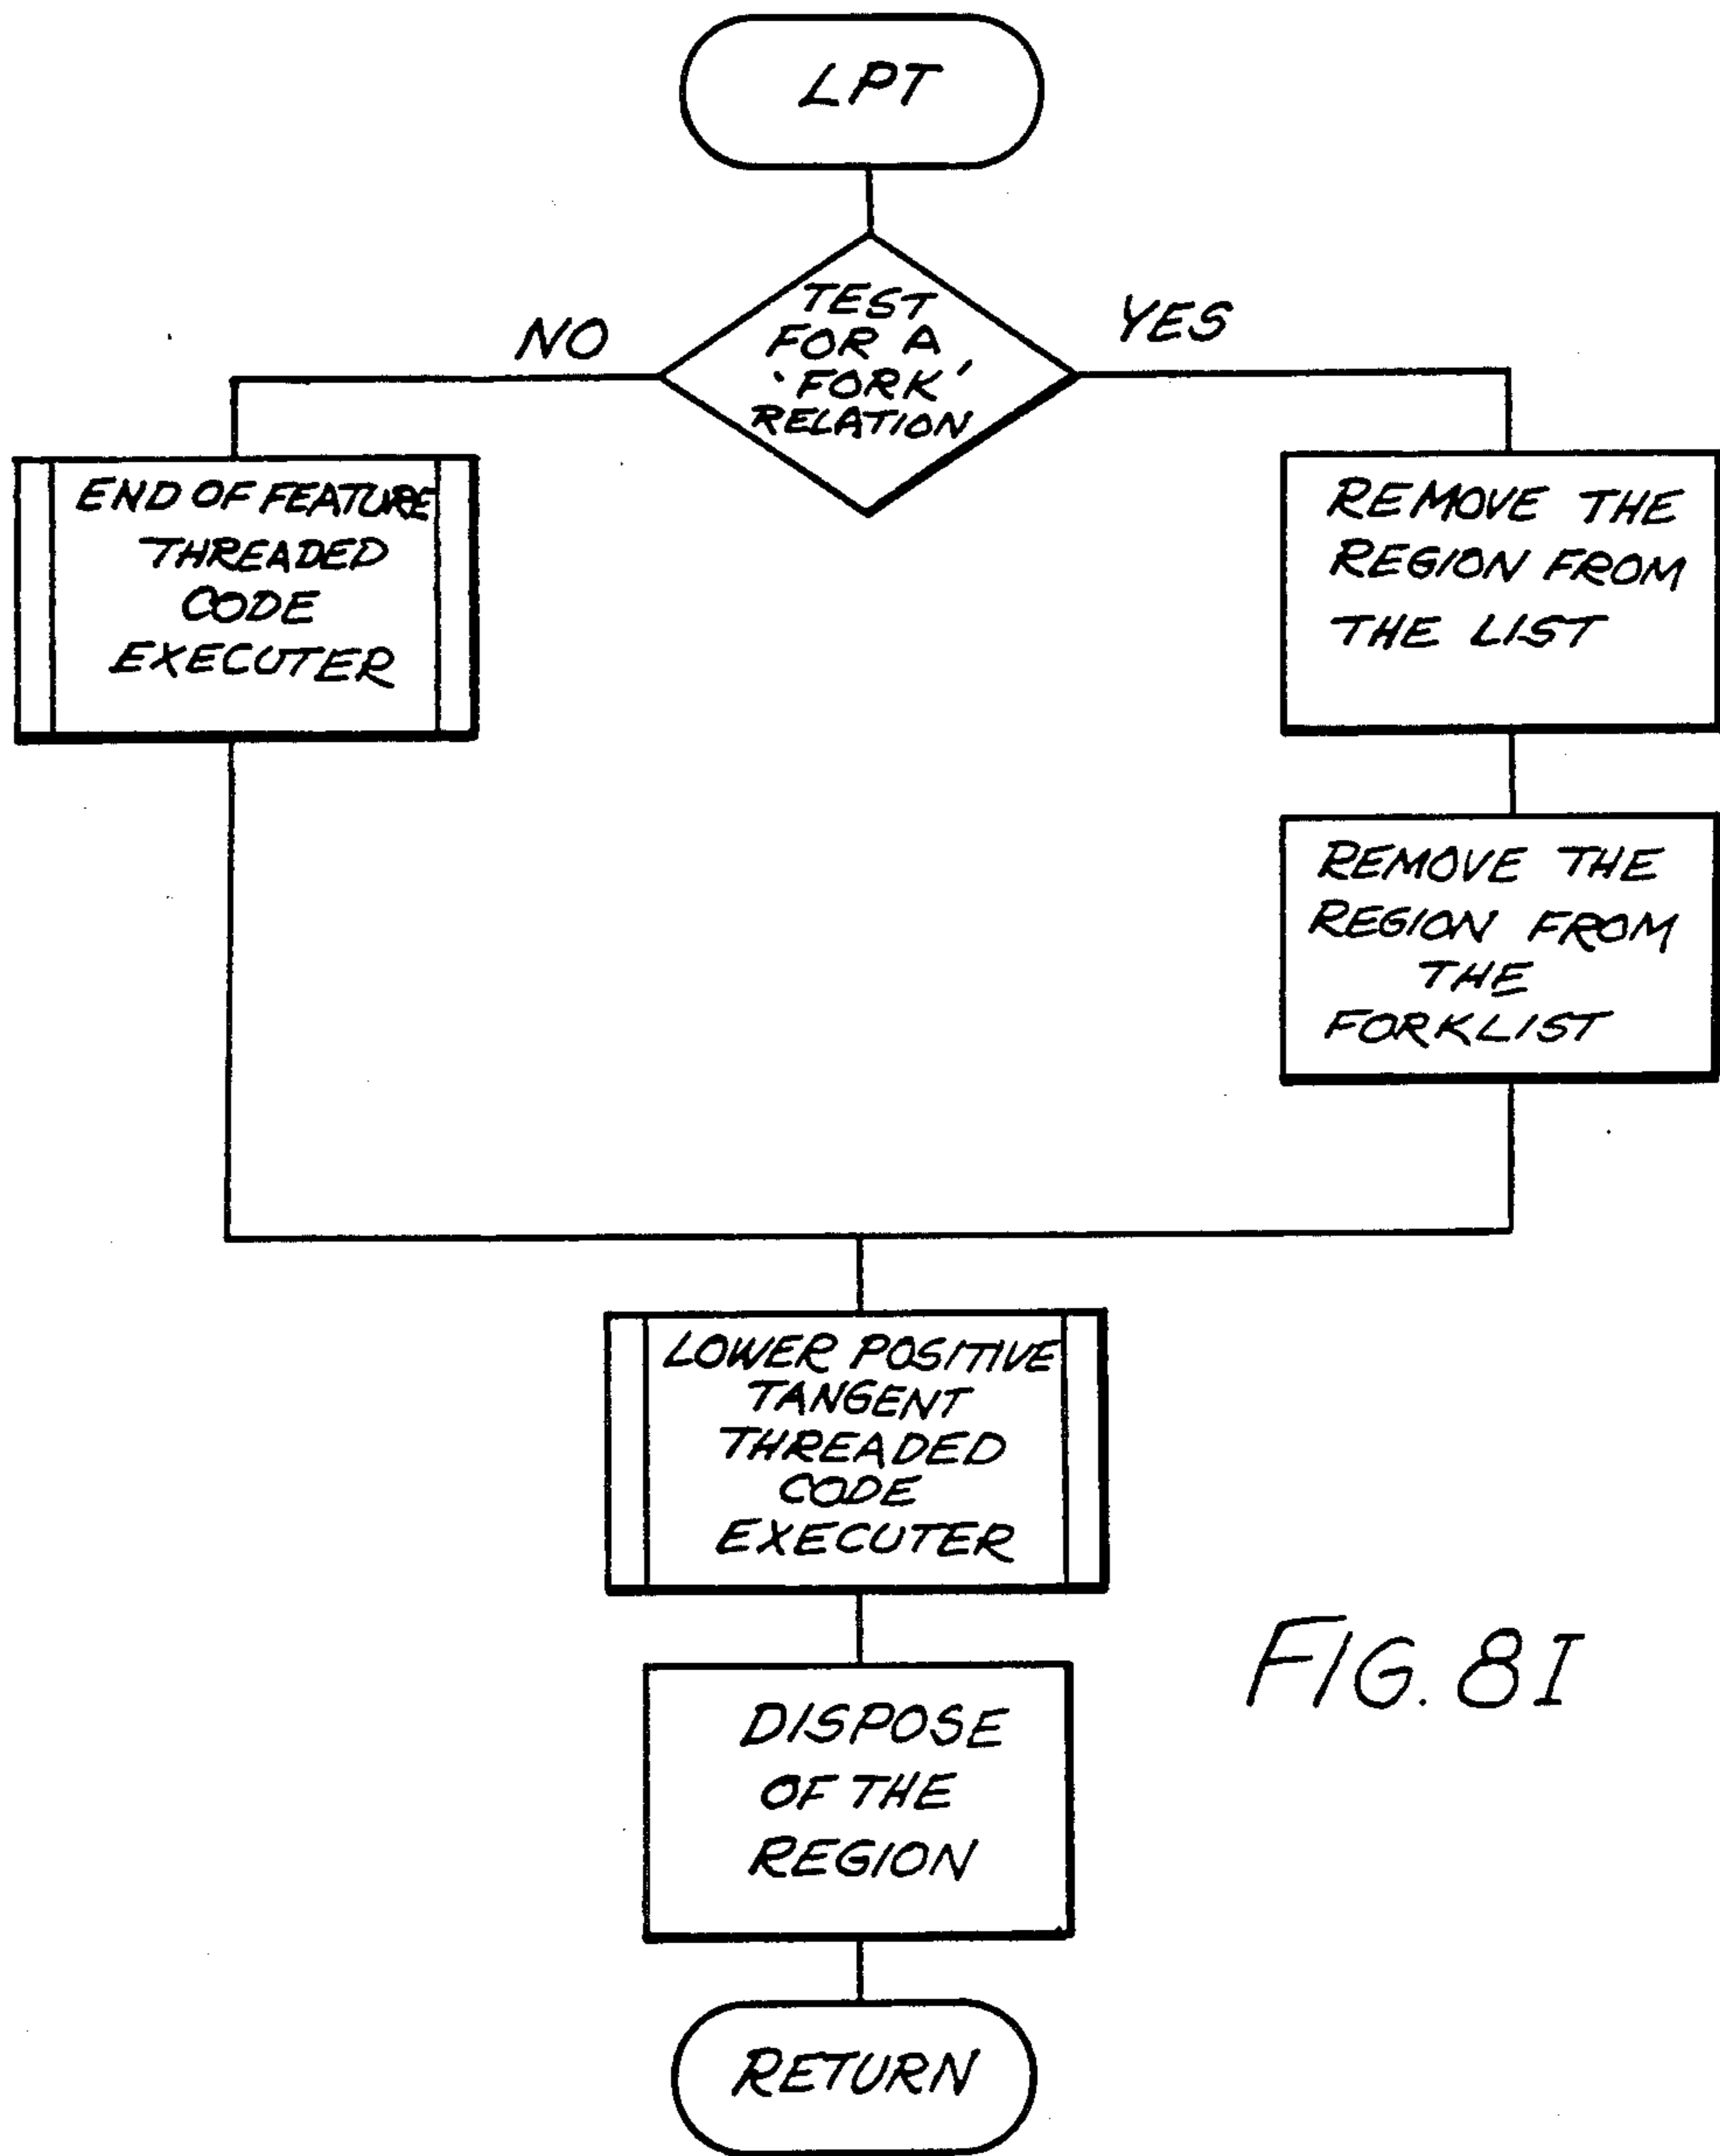 LPT
TEST
FOR A
'FORK'
RELATION
NO
YES
END OF FEATURE
THREADED
CODE
EXECUTER
REMOVE THE
REGION FROM
THE LIST
REMOVE THE
REGION FROM
THE
FORKLIST
LOWER POSITIVE
TANGENT
THREADED
CODE
EXECUTER
DISPOSE
OF THE
REGION
RETURN
FIG. 8I